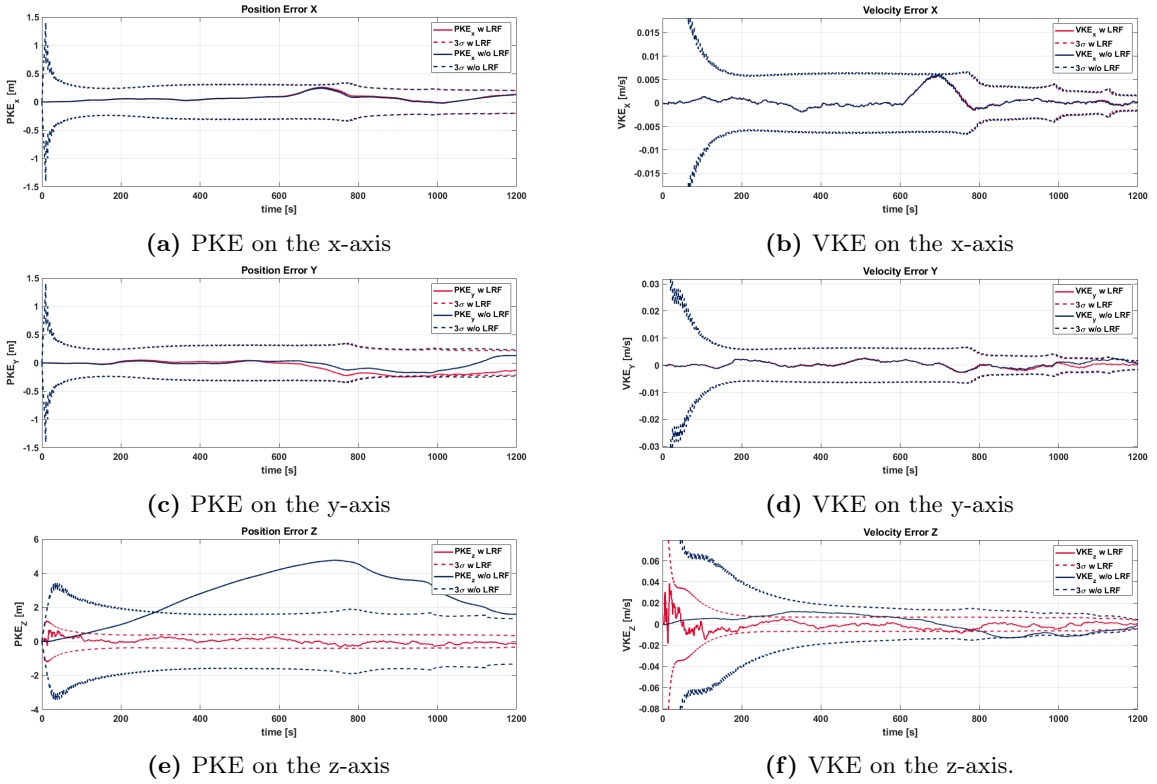 Position Error X
PKE_X [m]
1.5
1
0.5
0
-0.5
-1
-1.5
0 200 400 600 800 1000 1200
time [s]
PKE_x w LRF
3σ w LRF
PKE_x w/o LRF
3σ w/o LRF
(a) PKE on the x-axis
Velocity Error X
VKE_X [m/s]
0.015
0.01
0.005
0
-0.005
-0.01
-0.015
0 200 400 600 800 1000 1200
time [s]
VKE_x w LRF
3σ w LRF
VKE_x w/o LRF
3σ w/o LRF
(b) VKE on the x-axis
Position Error Y
PKE_Y [m]
1.5
1
0.5
0
-0.5
-1
-1.5
0 200 400 600 800 1000 1200
time [s]
PKE_y w LRF
3σ w LRF
PKE_y w/o LRF
3σ w/o LRF
(c) PKE on the y-axis
Velocity Error Y
VKE_Y [m/s]
0.03
0.02
0.01
0
-0.01
-0.02
-0.03
0 200 400 600 800 1000 1200
time [s]
VKE_y w LRF
3σ w LRF
VKE_y w/o LRF
3σ w/o LRF
(d) VKE on the y-axis
Position Error Z
PKE_Z [m]
6
4
2
0
-2
-4
0 200 400 600 800 1000 1200
time [s]
PKE_z w LRF
3σ w LRF
PKE_z w/o LRF
3σ w/o LRF
(e) PKE on the z-axis
Velocity Error Z
VKE_Z [m/s]
0.06
0.04
0.02
0
-0.02
-0.04
-0.06
-0.08
0 200 400 600 800 1000 1200
time [s]
VKE_z w LRF
3σ w LRF
VKE_z w/o LRF
3σ w/o LRF
(f) VKE on the z-axis.